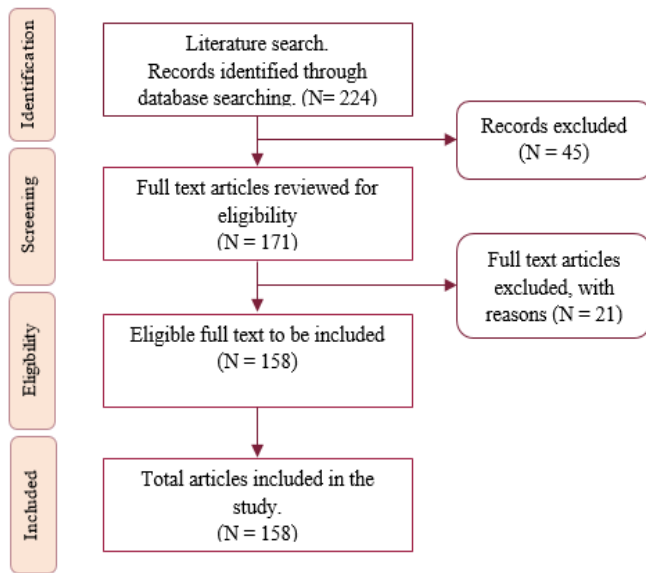 Identification
Literature search.
Records identified through
database searching. (N= 224)
Records excluded
(N = 45)
Screening
Full text articles reviewed for
eligibility
(N = 171)
Full text articles
excluded, with
reasons (N = 21)
Eligibility
Eligible full text to be included
(N = 158)
Included
Total articles included in the
study.
(N = 158)